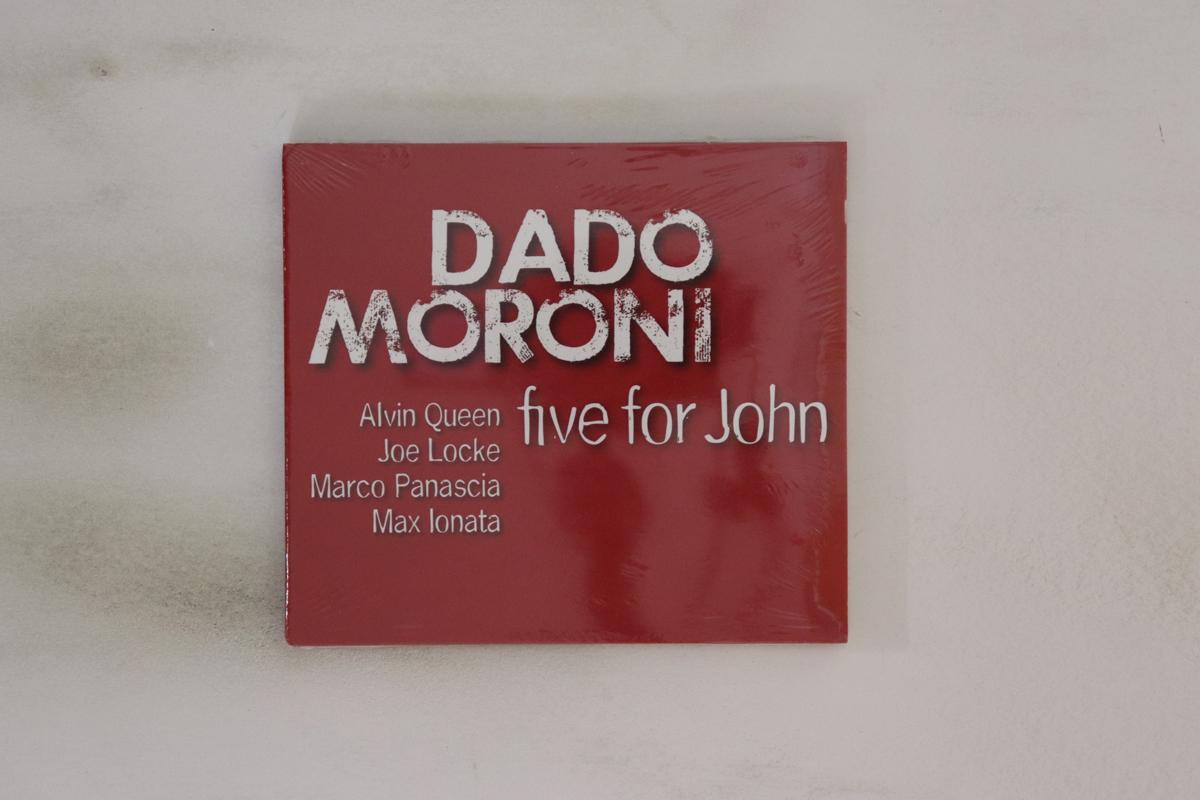 DADO
MORONI
five for John
Alvin Queen
Joe Locke
Marco Panascia
Max Ionata